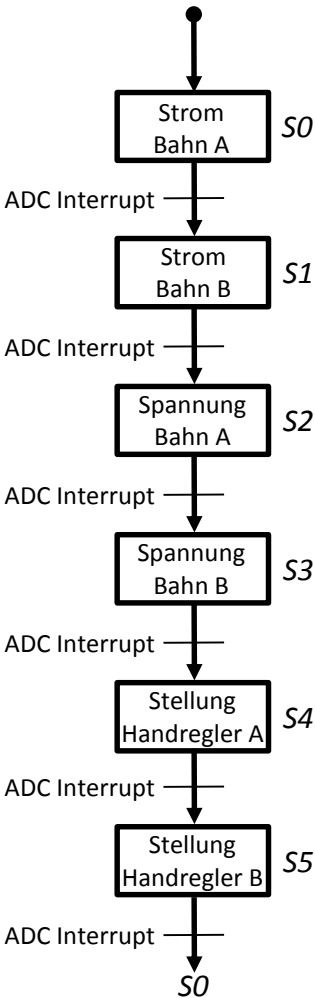 Strom
Bahn A
S0
ADC Interrupt
Strom
Bahn B
S1
ADC Interrupt
Spannung
Bahn A
S2
ADC Interrupt
Spannung
Bahn B
S3
ADC Interrupt
Stellung
Handregler A
S4
ADC Interrupt
Stellung
Handregler B
S5
ADC Interrupt
S0